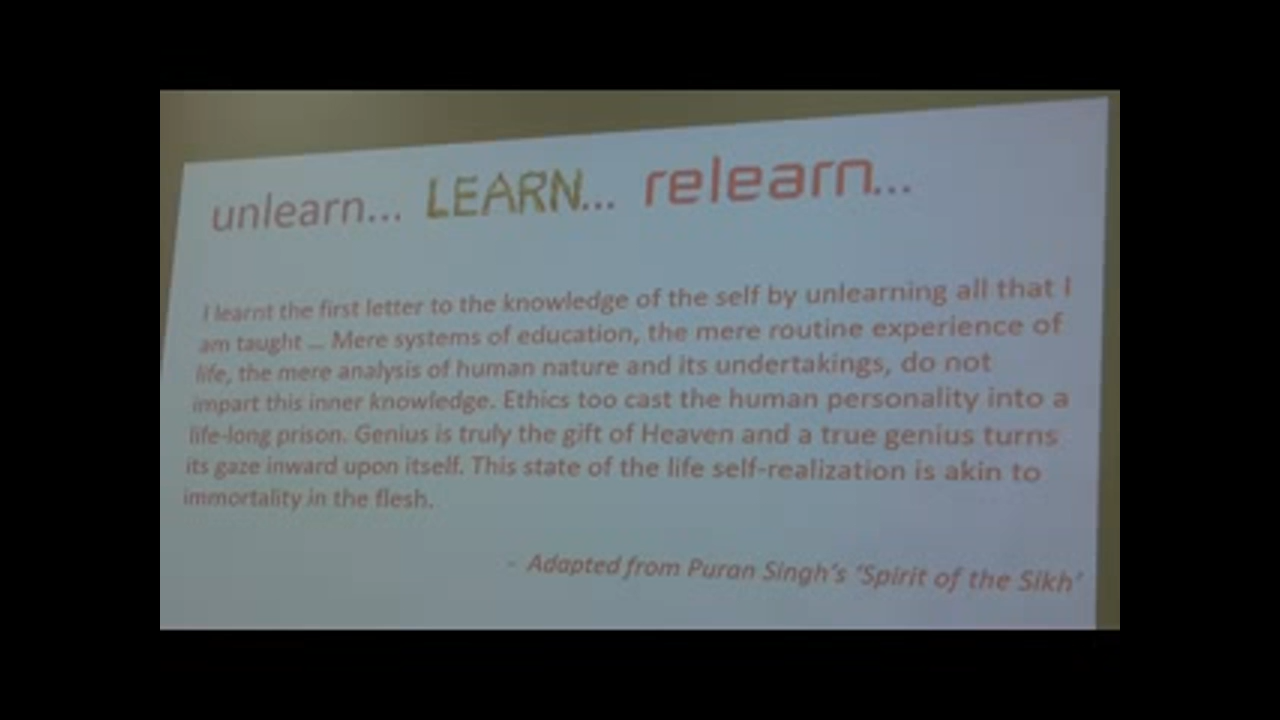 unlearn... LEARN... relearn...
I learnt the first letter to the knowledge of the self by unlearning all that I
am taught ... Mere systems of education, the mere routine experience of
life, the mere analysis of human nature and its undertakings, do not
impart this inner knowledge. Ethics too cast the human personality into a
life-long prison. Genius is truly the gift of Heaven and a true genius turns
its gaze inward upon itself. This state of the life self-realization is akin to
immortality in the flesh.
- Adapted from Puran Singh's 'Spirit of the Sikh'